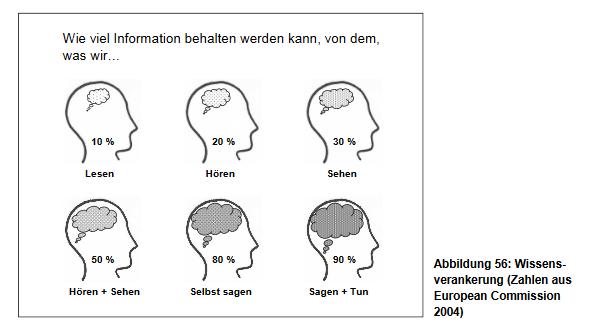 Wie viel Information behalten werden kann, von dem,
was wir…
10 %
20 %
30 %
Lesen
Hören
Sehen
50 %
80 %
90 %
Hören + Sehen
Selbst sagen
Sagen + Tun
Abbildung 56: Wissens-
verankerung (Zahlen aus
European Commission
2004)